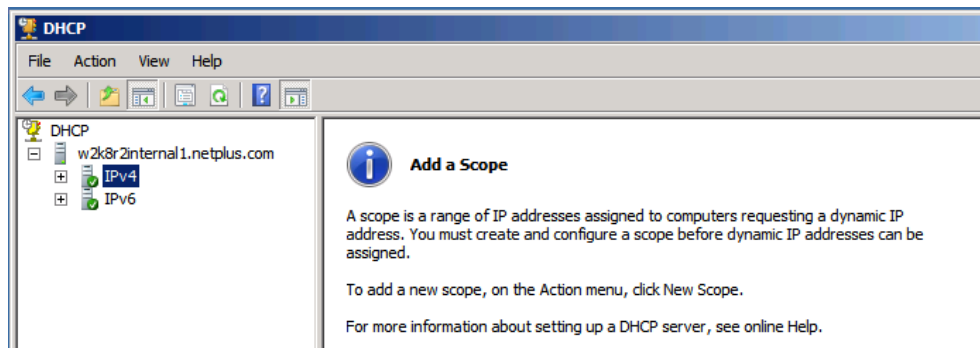 DHCP
File Action View Help
DHCP
w2k8r2internal1.netplus.com
IPv4
IPv6
Add a Scope
A scope is a range of IP addresses assigned to computers requesting a dynamic IP
address. You must create and configure a scope before dynamic IP addresses can be
assigned.
To add a new scope, on the Action menu, click New Scope.
For more information about setting up a DHCP server, see online Help.